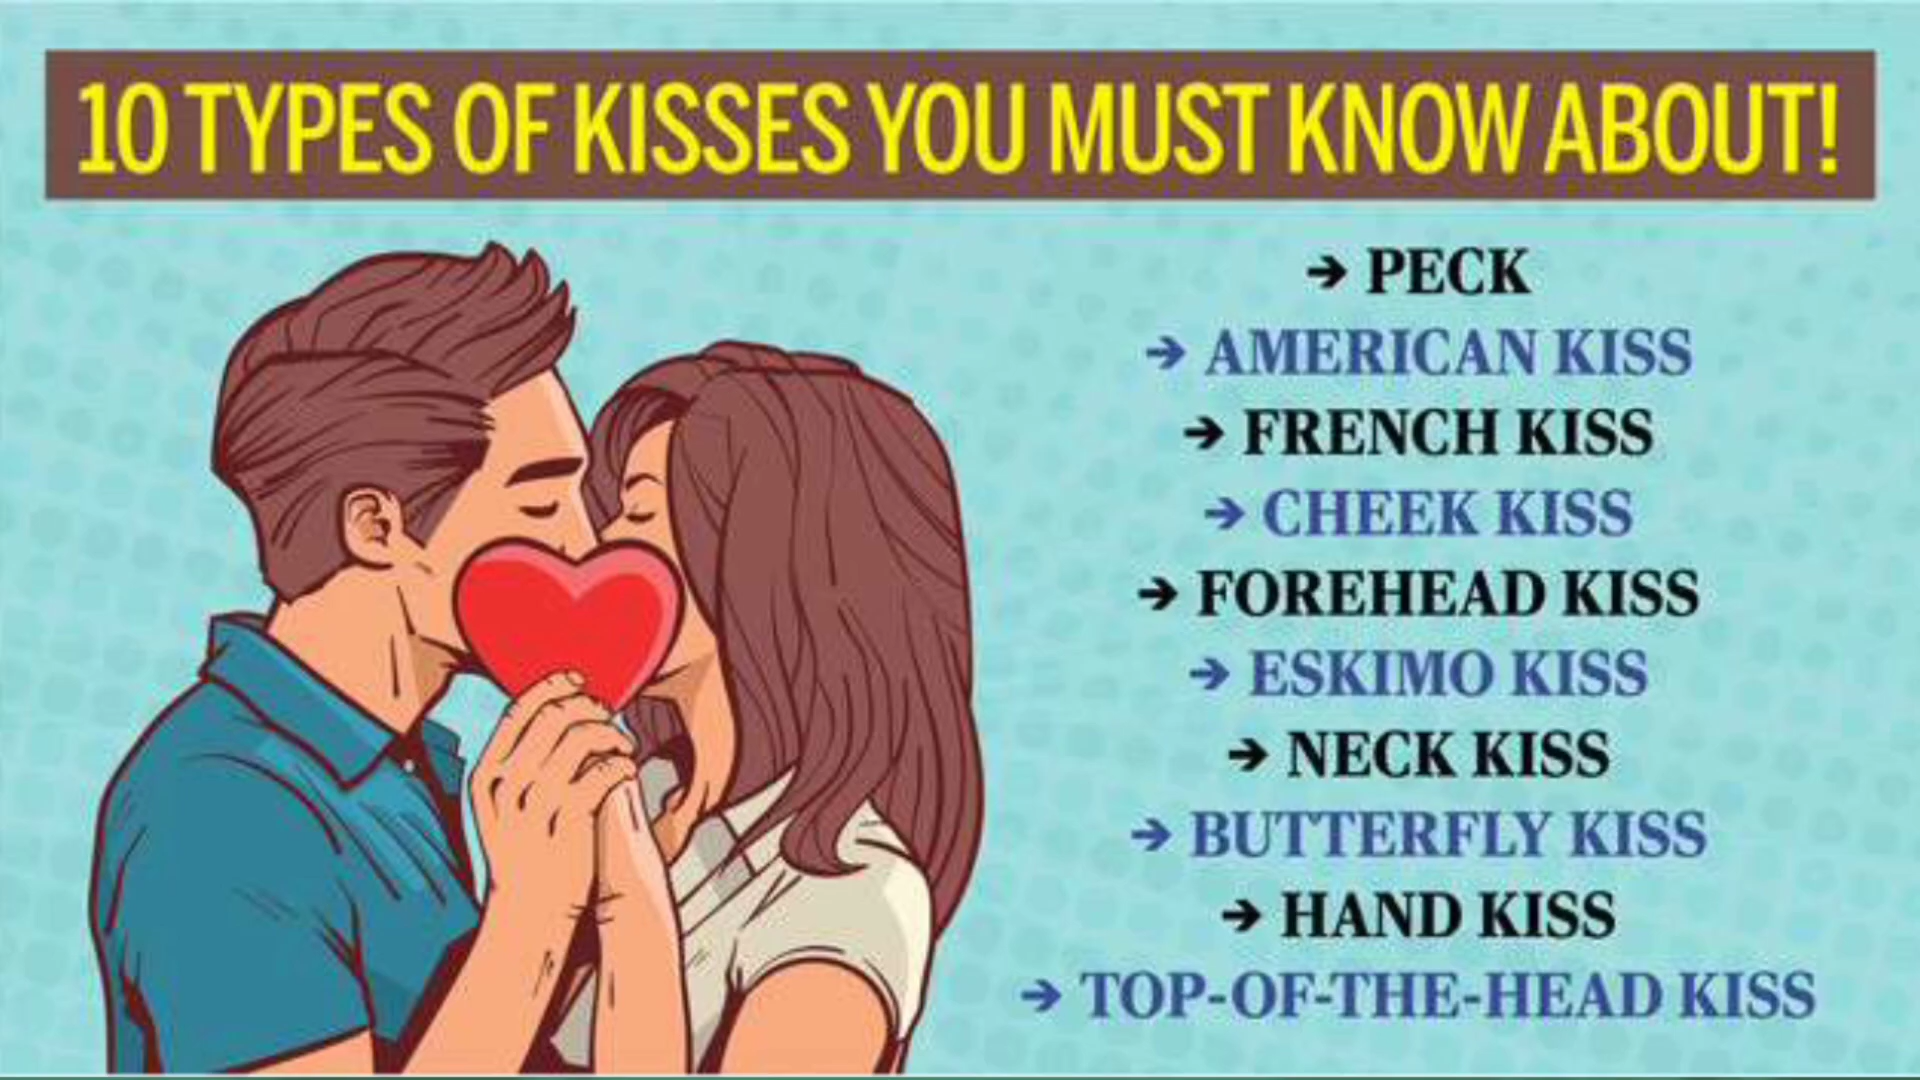 10 TYPES OF KISSES YOU MUST KNOW ABOUT!
→ PECK
→ AMERICAN KISS
→ FRENCH KISS
→ CHEEK KISS
→ FOREHEAD KISS
→ ESKIMO KISS
→ NECK KISS
→ BUTTERFLY KISS
→ HAND KISS
→ TOP-OF-THE-HEAD KISS